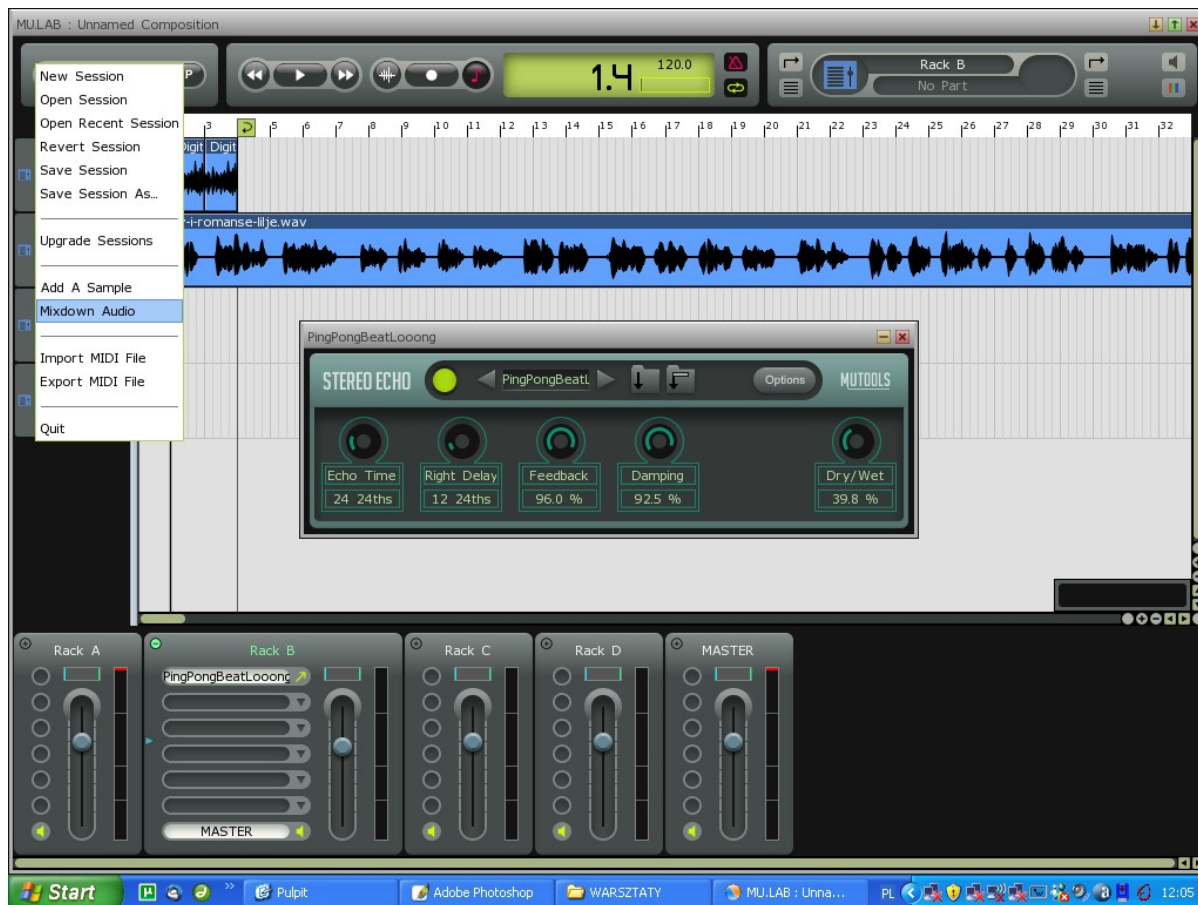 MU.LAB : Unnamed Composition
New Session
Open Session
Open Recent Session
Revert Session
Save Session
Save Session As...
Upgrade Sessions
Add A Sample
Mixdown Audio
Import MIDI File
Export MIDI File
Quit
P
1.4
120.0
Rack B
No Part
3 5 6 7 8 9 10 11 12 13 14 15 16 17 18 19 20 21 22 23 24 25 26 27 28 29 30 31 32
Digit Digit
-i-romanse-lilje.wav
PingPongBeatLooong
STEREO ECHO
PingPongBeatL
Options
MUTOOLS
Echo Time Right Delay Feedback Damping Dry/Wet
24 24ths 12 24ths 96.0 % 92.5 % 39.8 %
Rack A Rack B Rack C Rack D MASTER
PingPongBeatLooong
MASTER
Start
Pulpit
Adobe Photoshop
WARSZTATY
MU.LAB : Unna...
PL
12:05